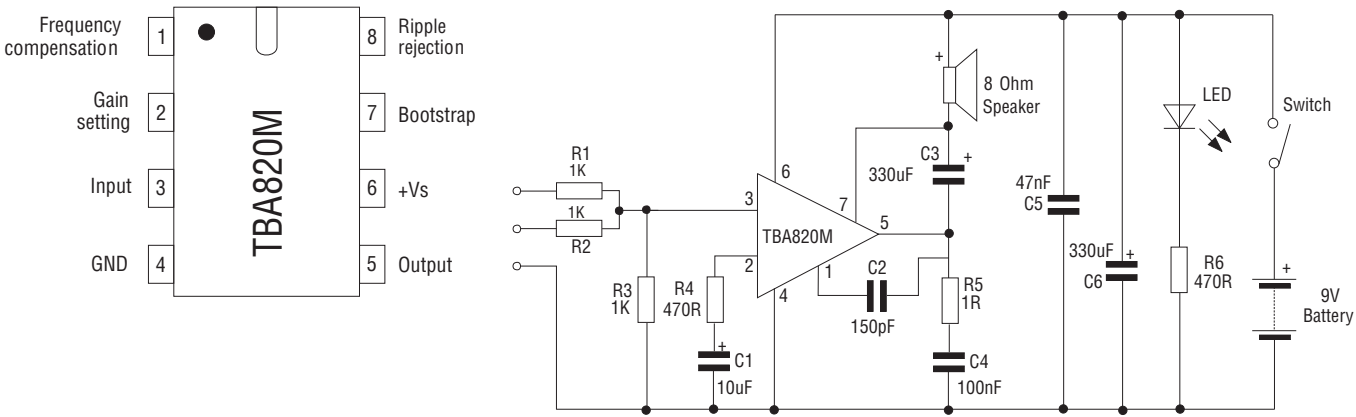 Frequency
compensation
1
8
Ripple
rejection
Gain
setting
2
7
Bootstrap
Input
3
6
+Vs
GND
4
5
Output
TBA820M
R1
1K
1K
R2
R3
1K
R4
470R
+
C1
10uF
3
2
6
7
TBA820M
5
1
4
C2
150pF
+
8 Ohm
Speaker
C3
+
330uF
R5
1R
C4
100nF
47nF
C5
330uF
+
C6
LED
R6
470R
Switch
+
9V
Battery